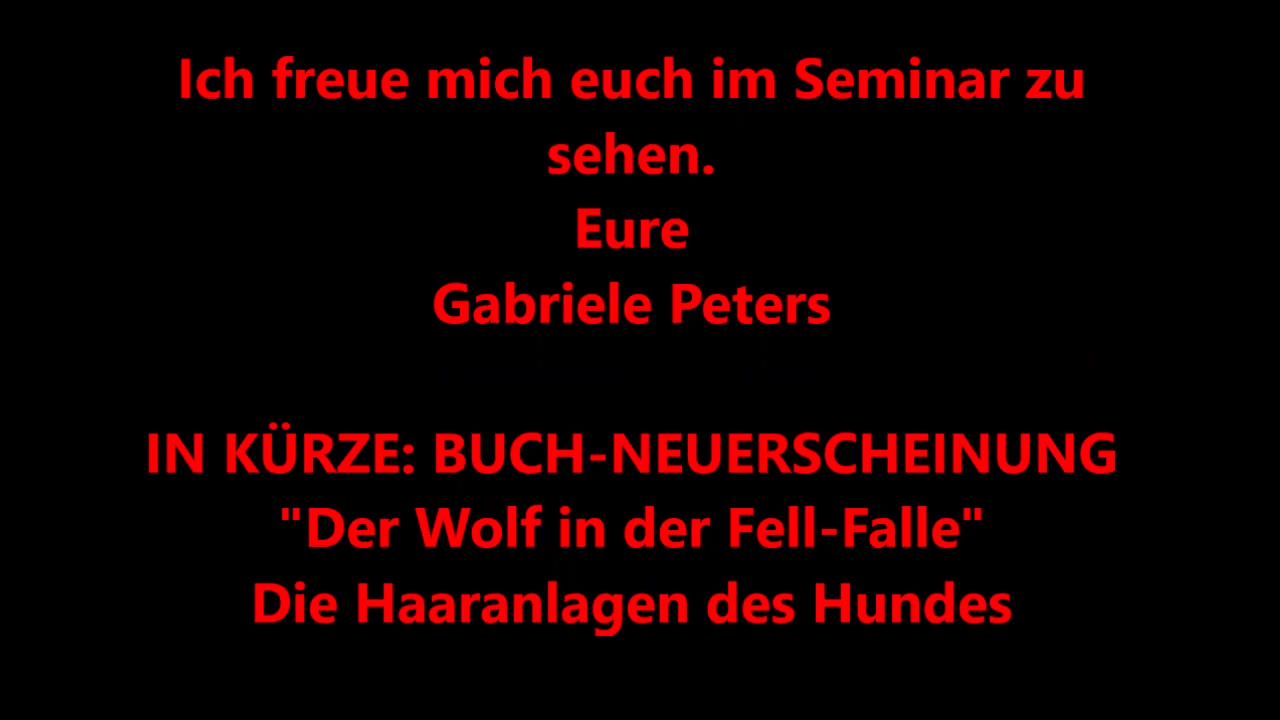 Ich freue mich euch im Seminar zu
sehen.
Eure
Gabriele Peters
IN KÜRZE: BUCH-NEUERSCHEINUNG
"Der Wolf in der Fell-Falle"
Die Haaranlagen des Hundes